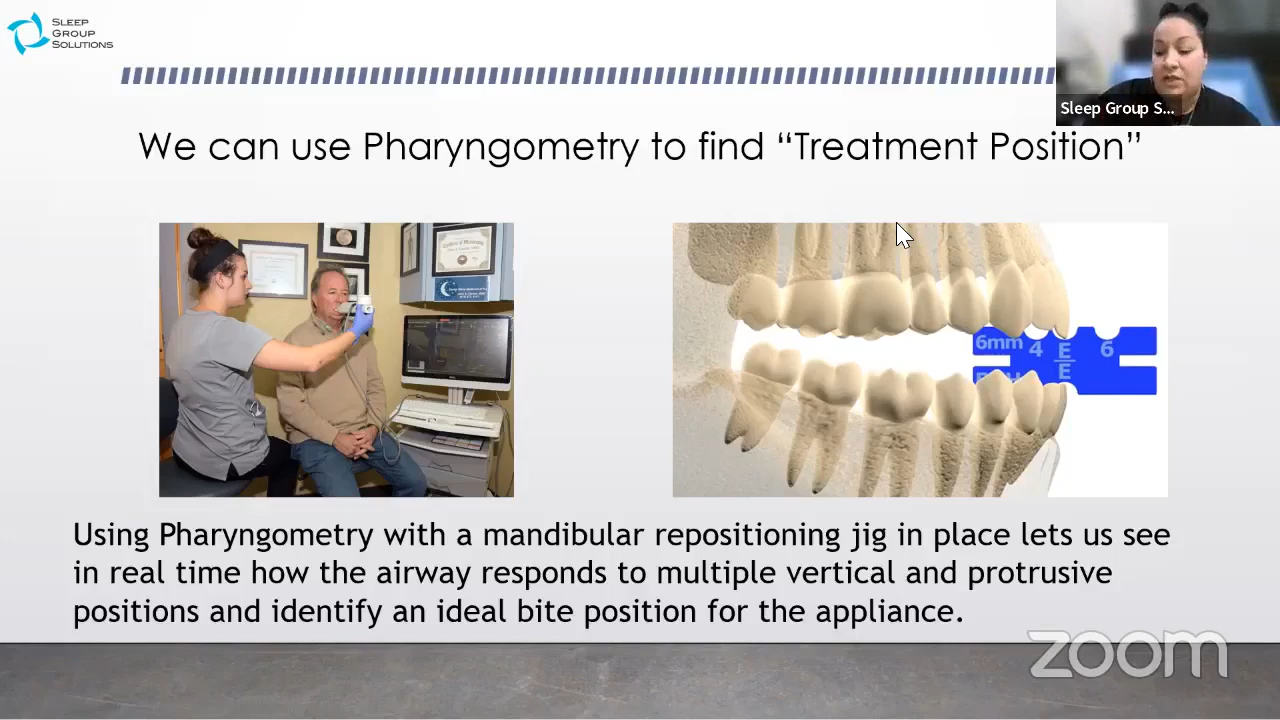 SLEEP
GROUP
SOLUTIONS
Sleep Group S...
We can use Pharyngometry to find “Treatment Position”
6mm 4 E 6
E
Using Pharyngometry with a mandibular repositioning jig in place lets us see
in real time how the airway responds to multiple vertical and protrusive
positions and identify an ideal bite position for the appliance.
zoom